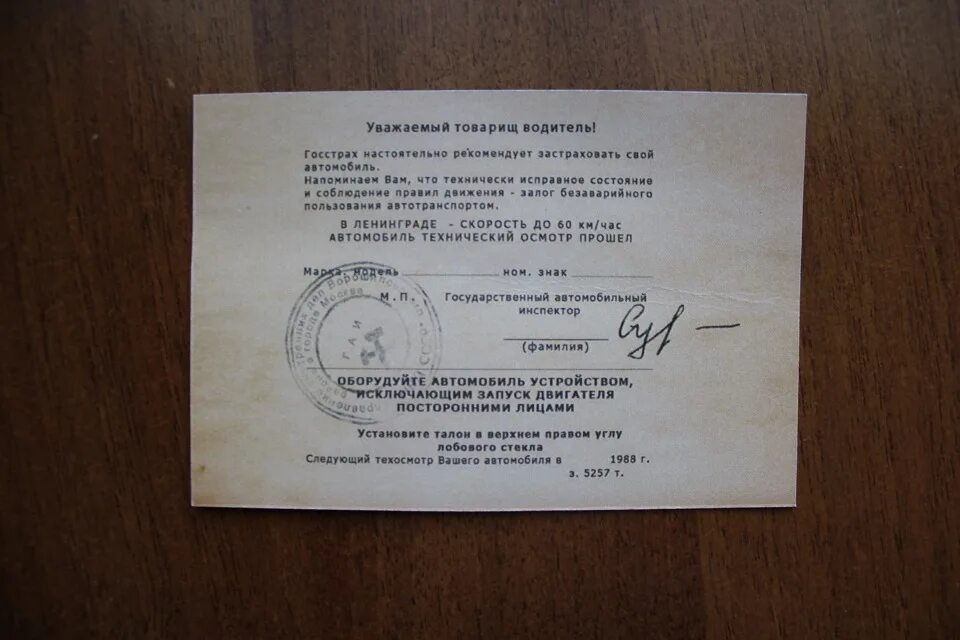 Уважаемый товарищ водитель!
Госстрах настоятельно рекомендует застраховать свой
автомобиль.
Напоминаем Вам, что технически исправное состояние
и соблюдение правил движения - залог безаварийного
пользования автотранспортом.
В ЛЕНИНГРАДЕ - СКОРОСТЬ ДО 60 км/час
АВТОМОБИЛЬ ТЕХНИЧЕСКИЙ ОСМОТР ПРОШЕЛ
Марка, модель ном. знак
М.П. Государственный автомобильный
инспектор
(фамилия)
ГАИ
в городе Москве
ОБОРУДУЙТЕ АВТОМОБИЛЬ УСТРОЙСТВОМ,
ИСКЛЮЧАЮЩИМ ЗАПУСК ДВИГАТЕЛЯ
ПОСТОРОННИМИ ЛИЦАМИ
Установите талон в верхнем правом углу
лобового стекла
Следующий техосмотр Вашего автомобиля в 1988 г.
з. 5257 т.